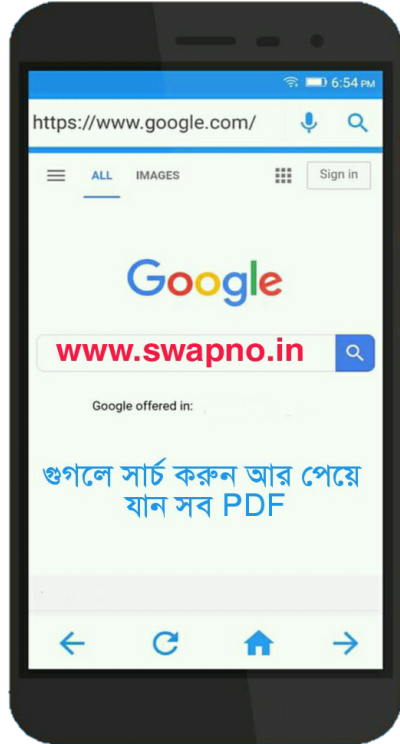 6:54 PM
https://www.google.com/
ALL IMAGES Sign in
Google
www.swapno.in
Google offered in:
গুগলে সার্চ করুন আর পেয়ে
যান সব PDF